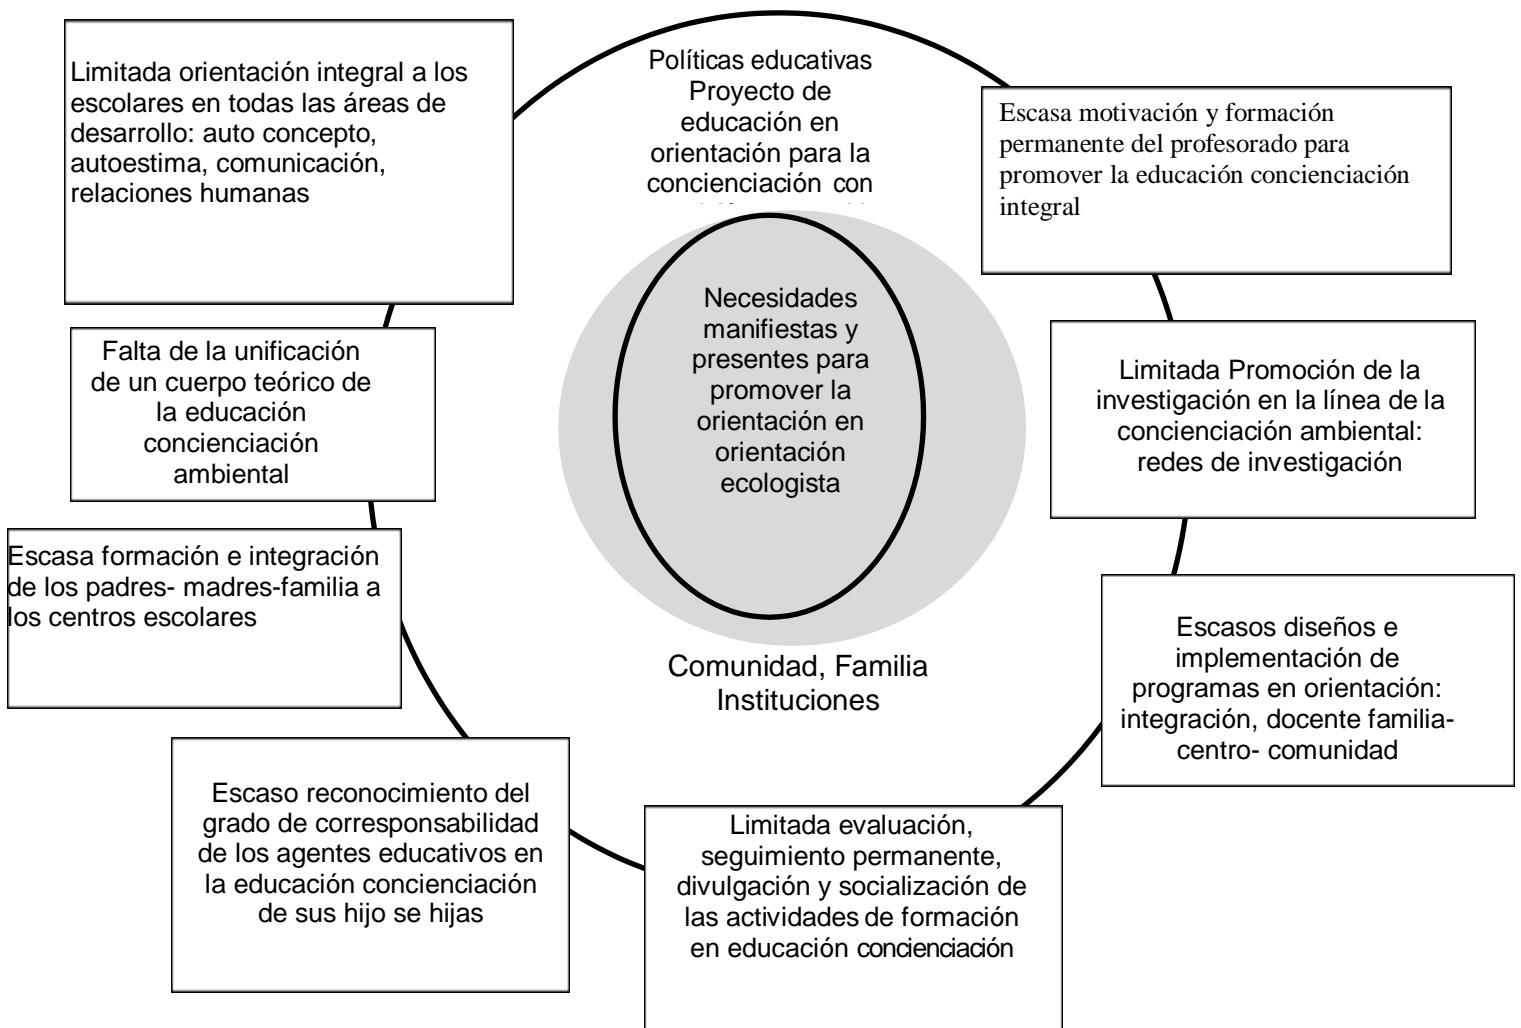 Limitada orientación integral a los
escolares en todas las áreas de
desarrollo: auto concepto,
autoestima, comunicación,
relaciones humanas
Políticas educativas
Proyecto de
educación en
orientación para la
concienciación con
Escasa motivación y formación
permanente del profesorado para
promover la educación concienciación
integral
Necesidades
manifiestas y
presentes para
promover la
orientación en
orientación
ecologista
Falta de la unificación
de un cuerpo teórico de
la educación
concienciación
ambiental
Limitada Promoción de la
investigación en la línea de la
concienciación ambiental:
redes de investigación
Escasa formación e integración
de los padres- madres-familia a
los centros escolares
Escasos diseños e
implementación de
programas en orientación:
integración, docente familia-
centro- comunidad
Comunidad, Familia
Instituciones
Escaso reconocimiento del
grado de corresponsabilidad
de los agentes educativos en
la educación concienciación
de sus hijo se hijas
Limitada evaluación,
seguimiento permanente,
divulgación y socialización de
las actividades de formación
en educación concienciación